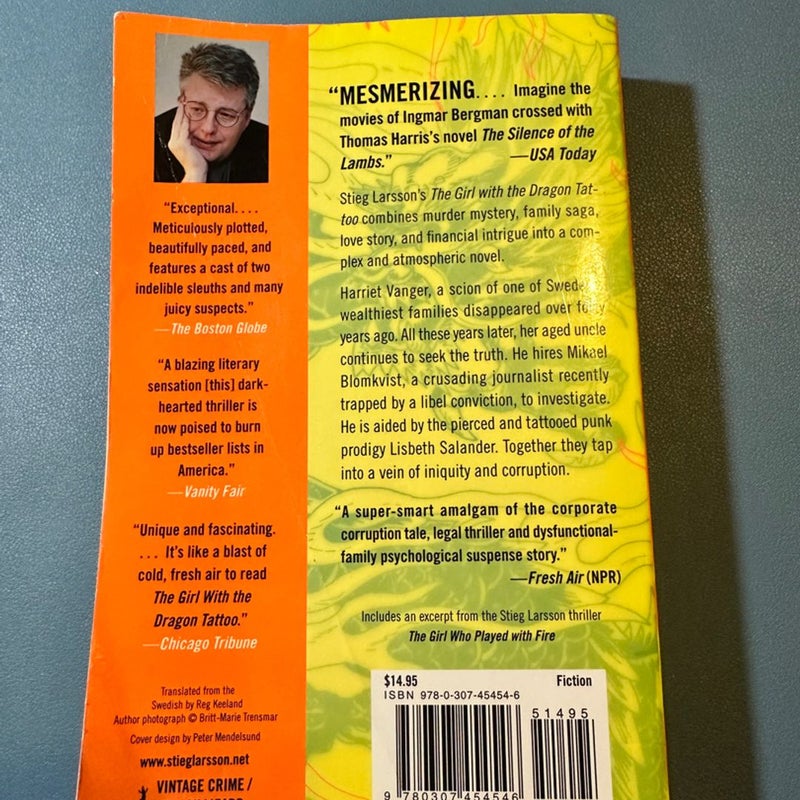 “Exceptional. . . .
Meticulously plotted,
beautifully paced, and
features a cast of two
indelible sleuths and many
juicy suspects.”
—The Boston Globe
“A blazing literary
sensation [this] dark-
hearted thriller is
now poised to burn
up bestseller lists in
America.”
—Vanity Fair
“Unique and fascinating.
. . . It’s like a blast of
cold, fresh air to read
The Girl With the
Dragon Tattoo.”
—Chicago Tribune
Translated from the
Swedish by Reg Keeland
Author photograph © Britt-Marie Trensmar
Cover design by Peter Mendelsund
www.stieglarsson.net
VINTAGE CRIME /
“MESMERIZING. . . . Imagine the
movies of Ingmar Bergman crossed with
Thomas Harris’s novel The Silence of the
Lambs.” —USA Today
Stieg Larsson’s The Girl with the Dragon Tat-
too combines murder mystery, family saga,
love story, and financial intrigue into a com-
plex and atmospheric novel.
Harriet Vanger, a scion of one of
wealthiest families disappeared over forty
years ago. All these years later, her aged uncle
continues to seek the truth. He hires Mikael
Blomkvist, a crusading journalist recently
trapped by a libel conviction, to investigate.
He is aided by the pierced and tattooed punk
prodigy Lisbeth Salander. Together they tap
into a vein of iniquity and corruption.
“A super-smart amalgam of the corporate
corruption tale, legal thriller and dysfunctional-
family psychological suspense story.”
—Fresh Air (NPR)
Includes an excerpt from the Stieg Larsson thriller
The Girl Who Played with Fire
$14.95 Fiction
ISBN 978-0-307-45454-6
51495
9 780307 454546